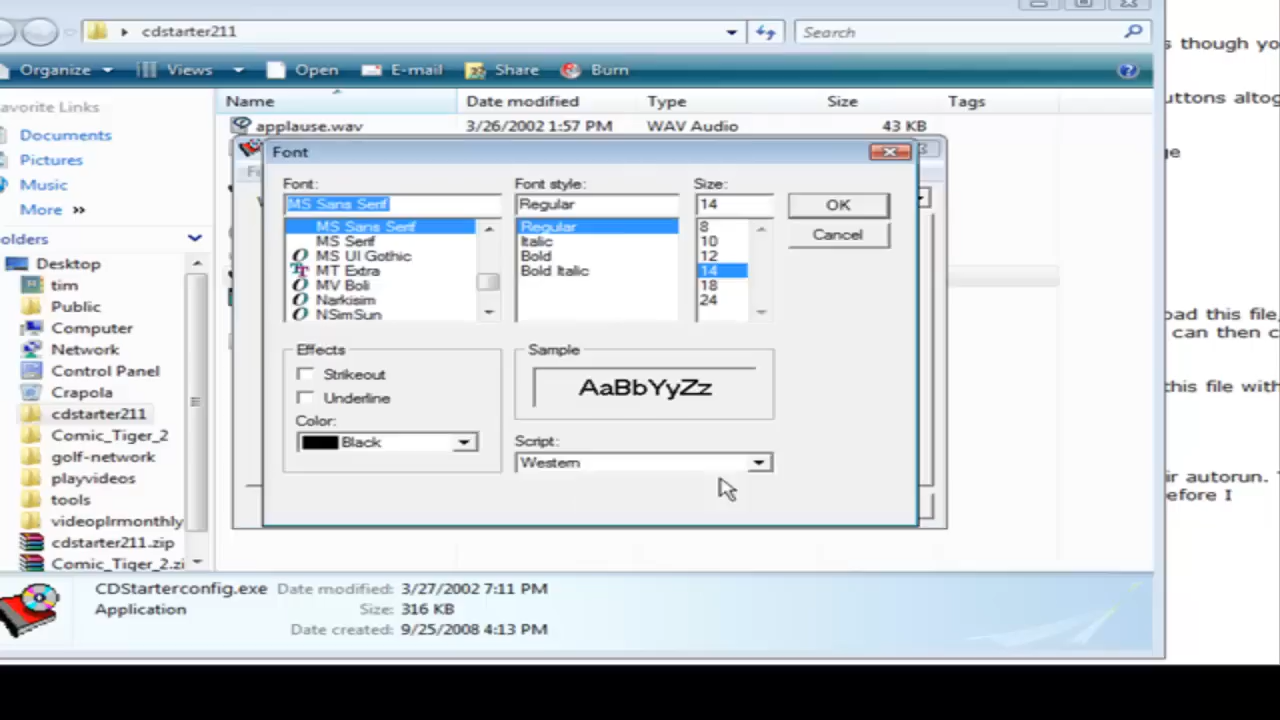 cdstarter211
Search
s though yo
Organize Views Open E-mail Share Burn
avorite Links
Name Date modified Type Size Tags
uttons altog
applause.wav 3/26/2002 1:57 PM WAV Audio 43 KB
Documents
Pictures
Music
More »
ge
Font
Font: Font style: Size:
MS Sans Serif Regular 14 OK
MS Sans Serif Regular 8 Cancel
MS Serif Italic 10
MS UI Gothic Bold 12
MT Extra Bold Italic 14
MV Boli 18
Narkisim 24
NSimSun
olders
Desktop
tim
Public
Computer
Network
Control Panel
Crapola
cdstarter211
Comic_Tiger_2
golf-network
playvideos
tools
videoplrmonthly
cdstarter211.zip
Comic_Tiger_2.zi
Effects
Strikeout
Underline
Color:
Black
Sample
AaBbYyZz
Script:
Western
oad this file,
can then c
this file with
ir autorun.
efore I
CDStarterconfig.exe Date modified: 3/27/2002 7:11 PM
Application Size: 316 KB
Date created: 9/25/2008 4:13 PM